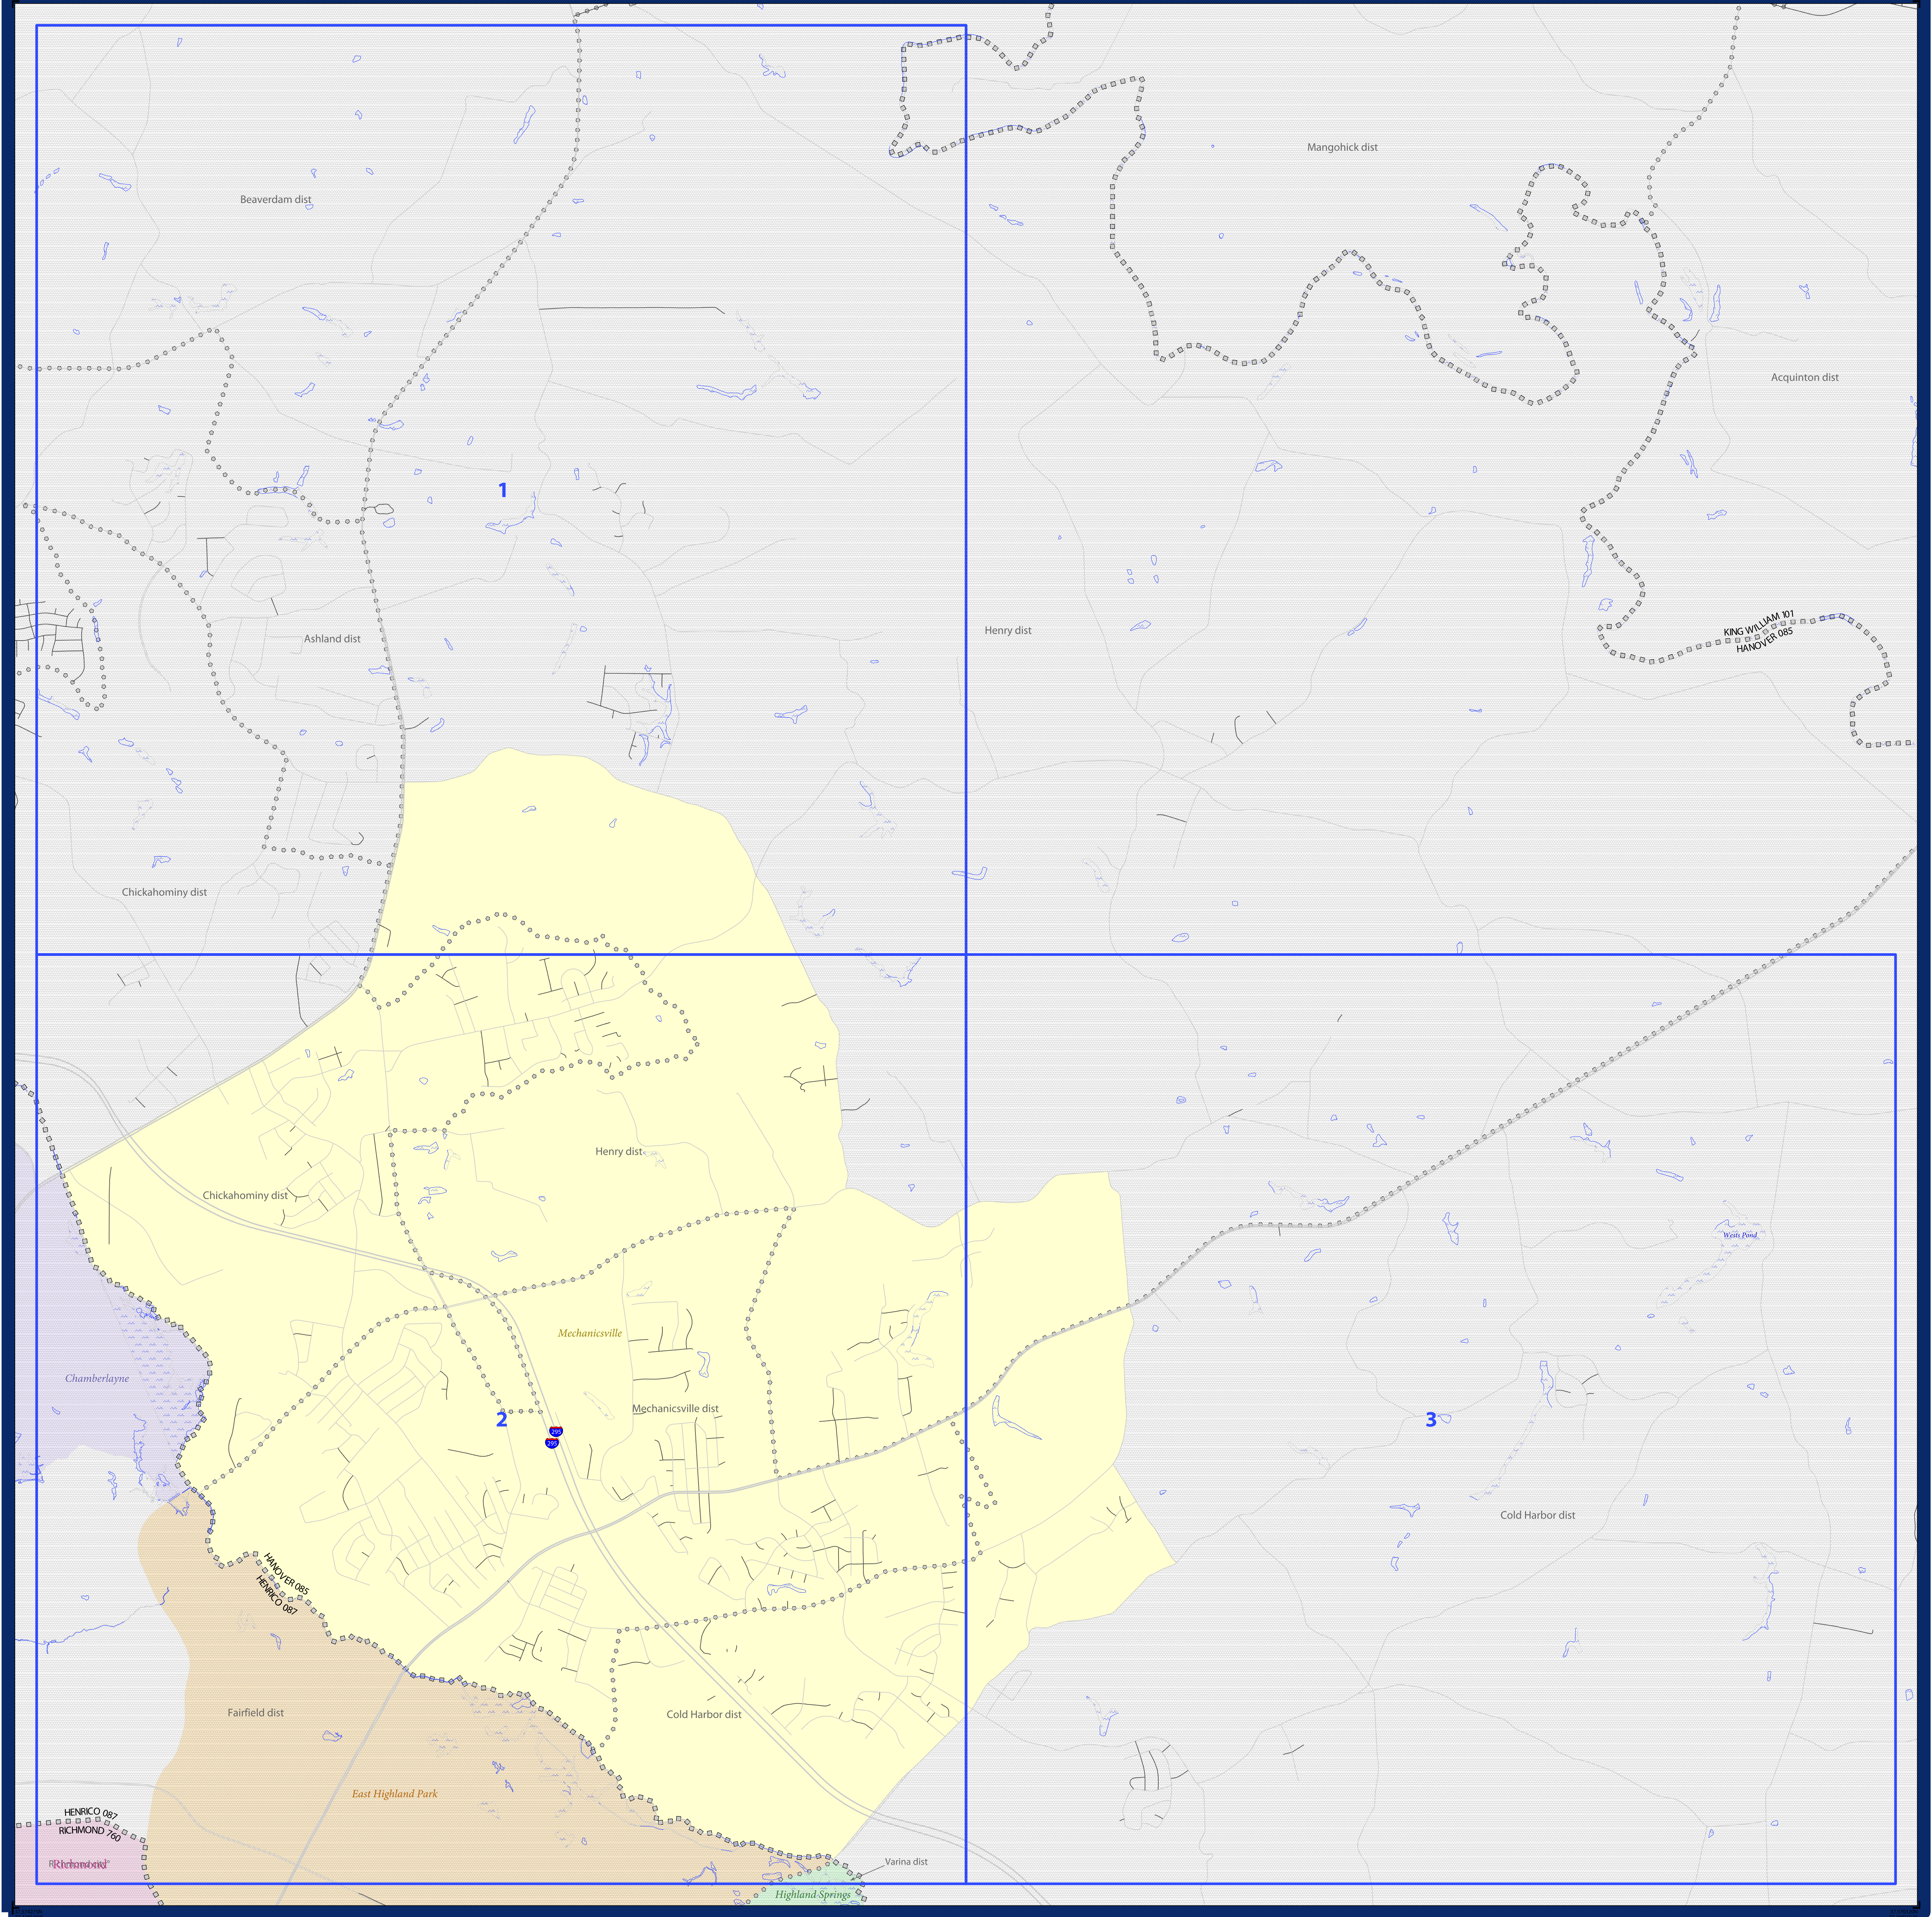 Mangohick dist
Beaverdam dist
Acquinton dist
1
KING WILLIAM 101
HANOVER 085
Henry dist
Ashland dist
Chickahominy dist
Henry dist
Chickahominy dist
Wests Pond
Mechanicsville
Chamberlayne
Mechanicsville dist
2
3
295
295
Cold Harbor dist
HANOVER 085
HENRICO 087
Fairfield dist
Cold Harbor dist
East Highland Park
HENRICO 087
RICHMOND 760
Richmond
Varina dist
Highland Springs